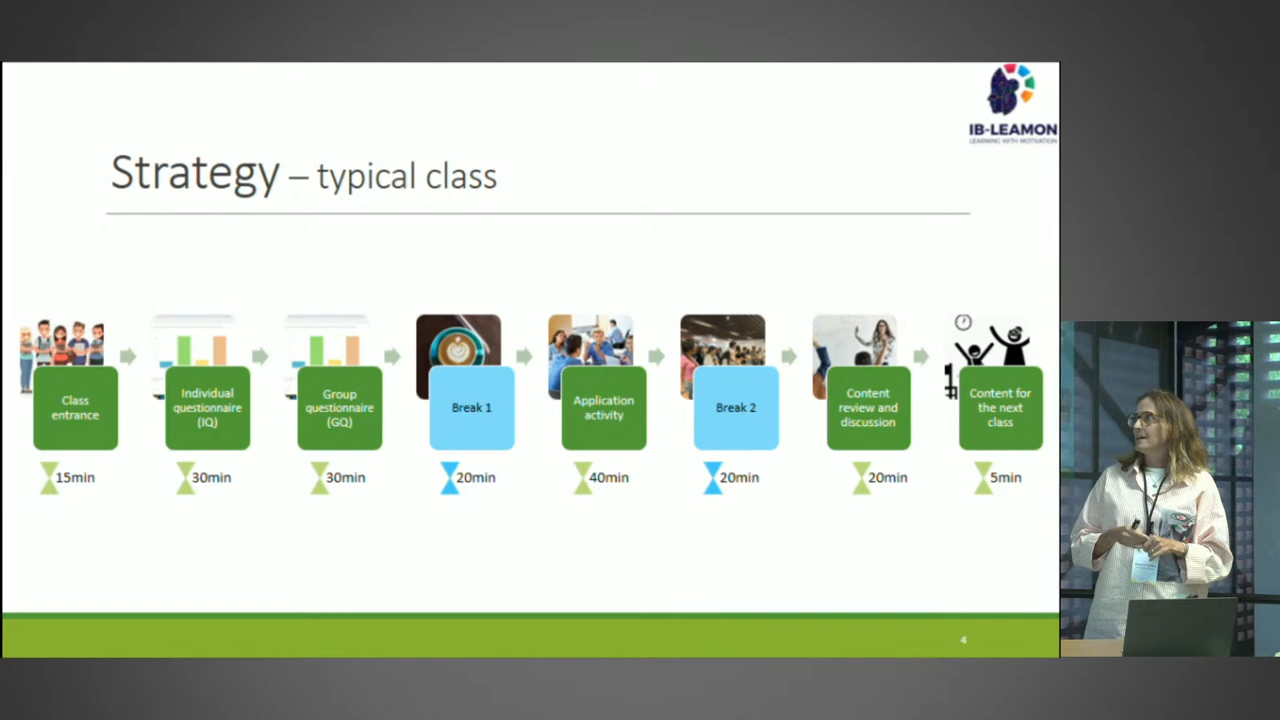 IB-LEAMON
LEARNING WITH MOTIVATION
Strategy – typical class
Class
entrance
Individual
questionnaire
(IQ)
Group
questionnaire
(GQ)
Break 1
Application
activity
Break 2
Content
review and
discussion
Content for
the next
class
15min
30min
30min
20min
40min
20min
20min
5min
4